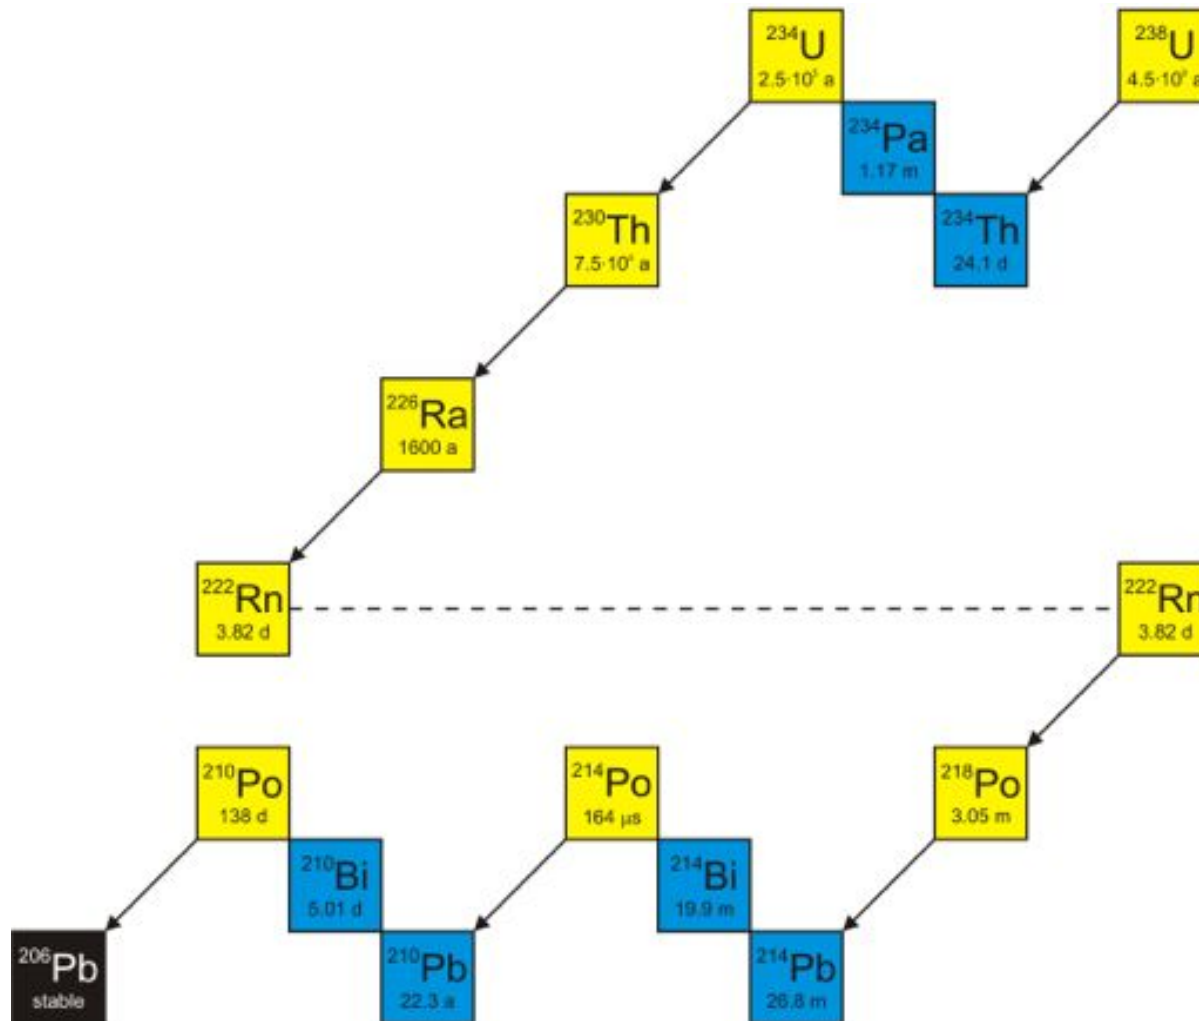 ²³⁴U
2.5·10⁵ a
²³⁸U
4.5·10⁹ a
²³⁴Pa
1.17 m
²³⁰Th
7.5·10⁴ a
²³⁴Th
24.1 d
²²⁶Ra
1600 a
²²²Rn
3.82 d
²²²Rn
3.82 d
²¹⁰Po
138 d
²¹⁴Po
164 µs
²¹⁸Po
3.05 m
²¹⁰Bi
5.01 d
²¹⁴Bi
19.9 m
²⁰⁶Pb
stable
²¹⁰Pb
22.3 a
²¹⁴Pb
26.8 m